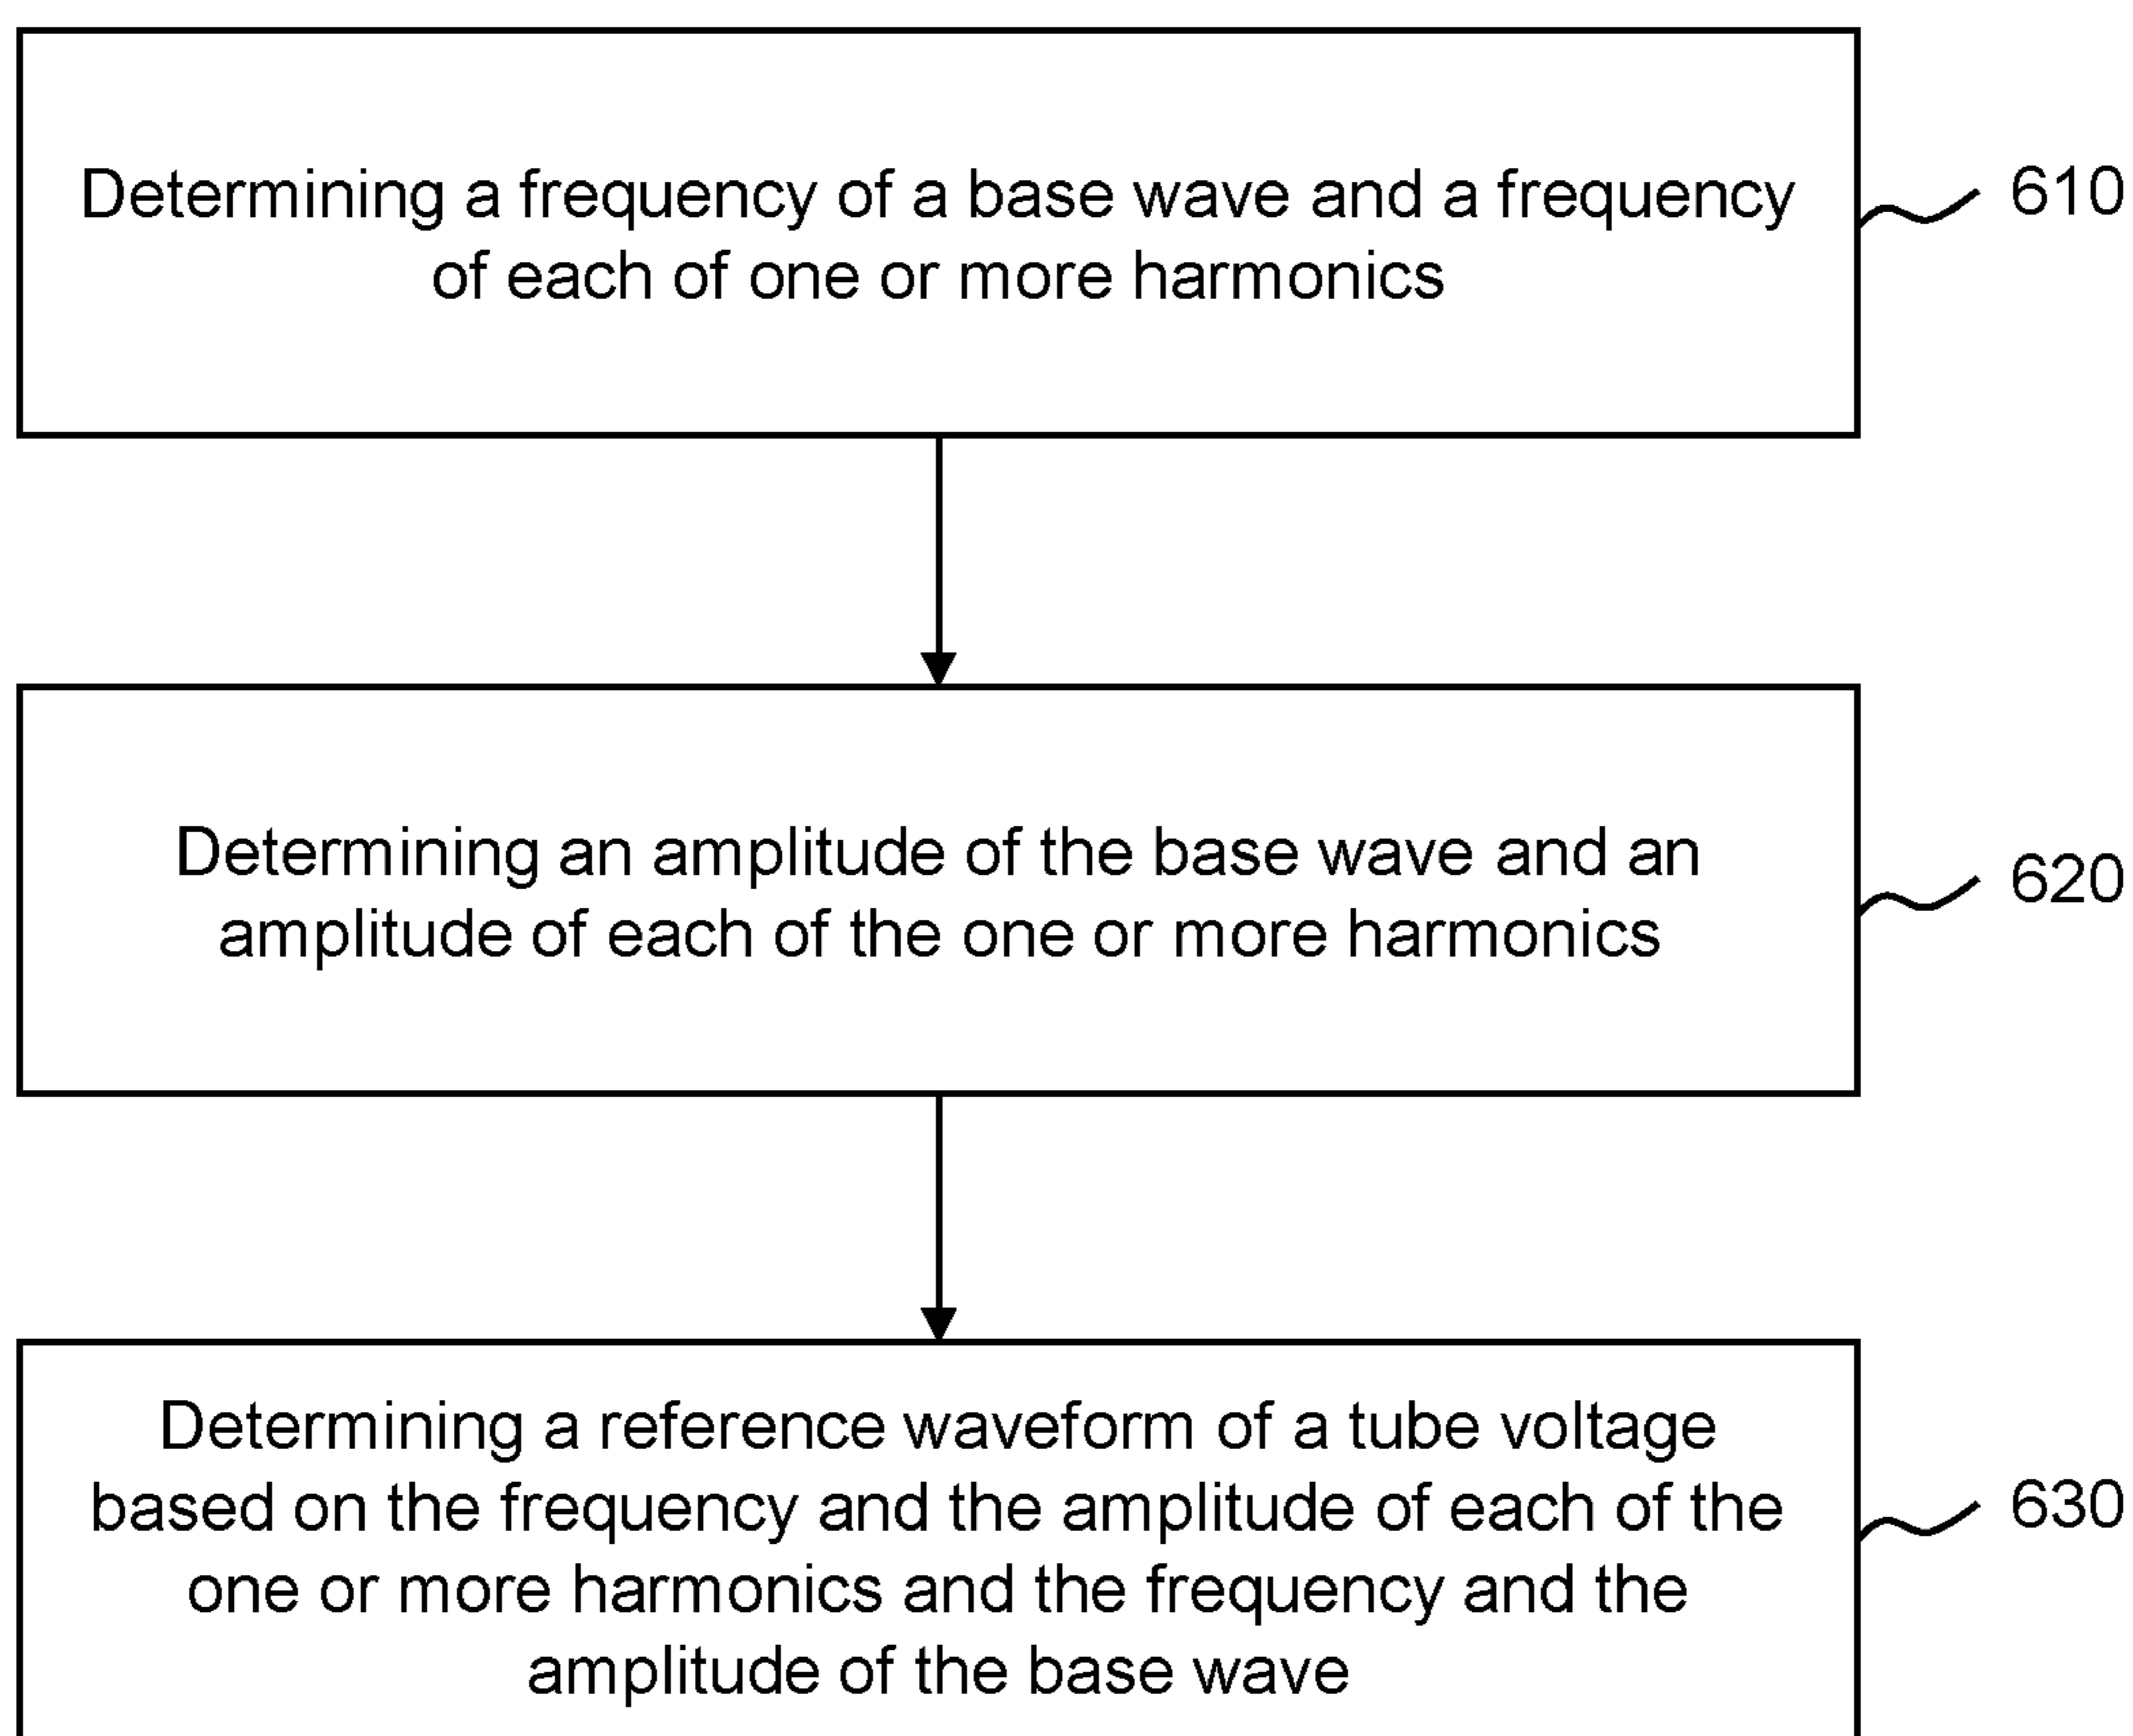 Determining a frequency of a base wave and a frequency
of each of one or more harmonics
610
Determining an amplitude of the base wave and an
amplitude of each of the one or more harmonics
620
Determining a reference waveform of a tube voltage
based on the frequency and the amplitude of each of the
one or more harmonics and the frequency and the
amplitude of the base wave
630